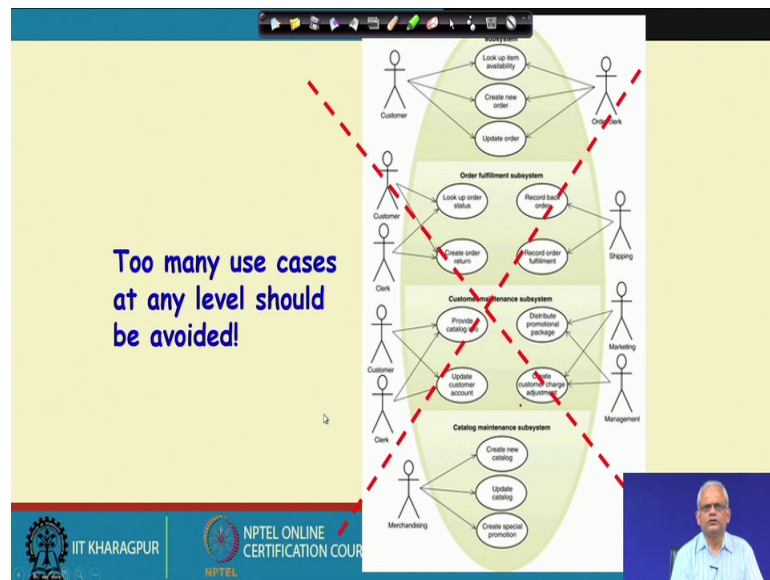 subsystem
Look up item
availability
Customer
Create new
order
Order clerk
Update order
Order fulfillment subsystem
Customer
Look up order
status
Record back
order
Clerk
Create order
return
Record order
fulfillment
Shipping
Too many use cases
at any level should
be avoided!
Customer maintenance subsystem
Customer
Provide
catalog info
Distribute
promotional
package
Marketing
Clerk
Update
customer
account
Create
customer charge
adjustment
Management
Catalog maintenance subsystem
Create new
catalog
Merchandising
Update
catalog
Create special
promotion
IIT KHARAGPUR
NPTEL
NPTEL ONLINE
CERTIFICATION COUR